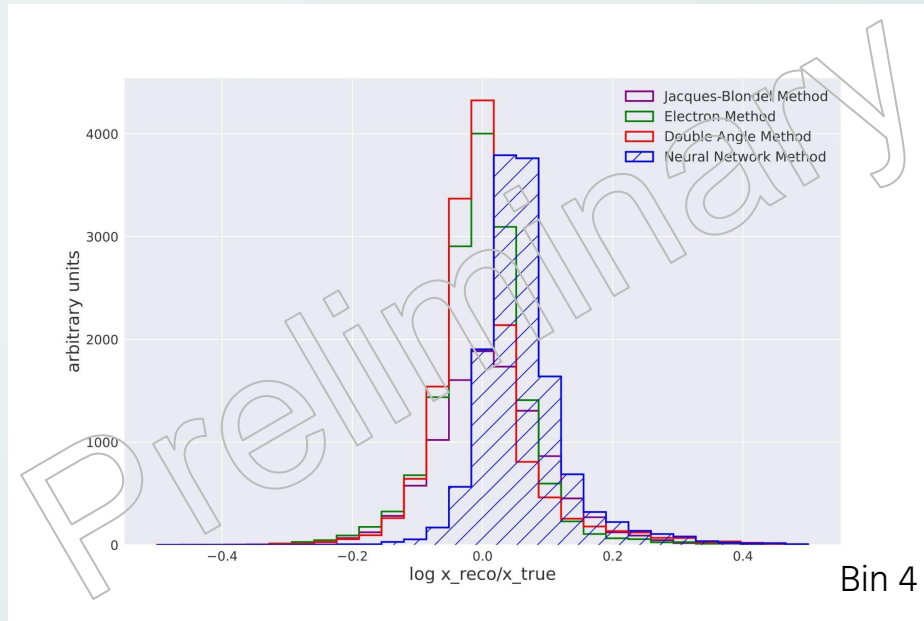 Preliminary
Jacques-Blondel Method
Electron Method
Double Angle Method
Neural Network Method
4000
3000
2000
1000
0
arbitrary units
−0.4
−0.2
0.0
0.2
0.4
log x_reco/x_true
Bin 4